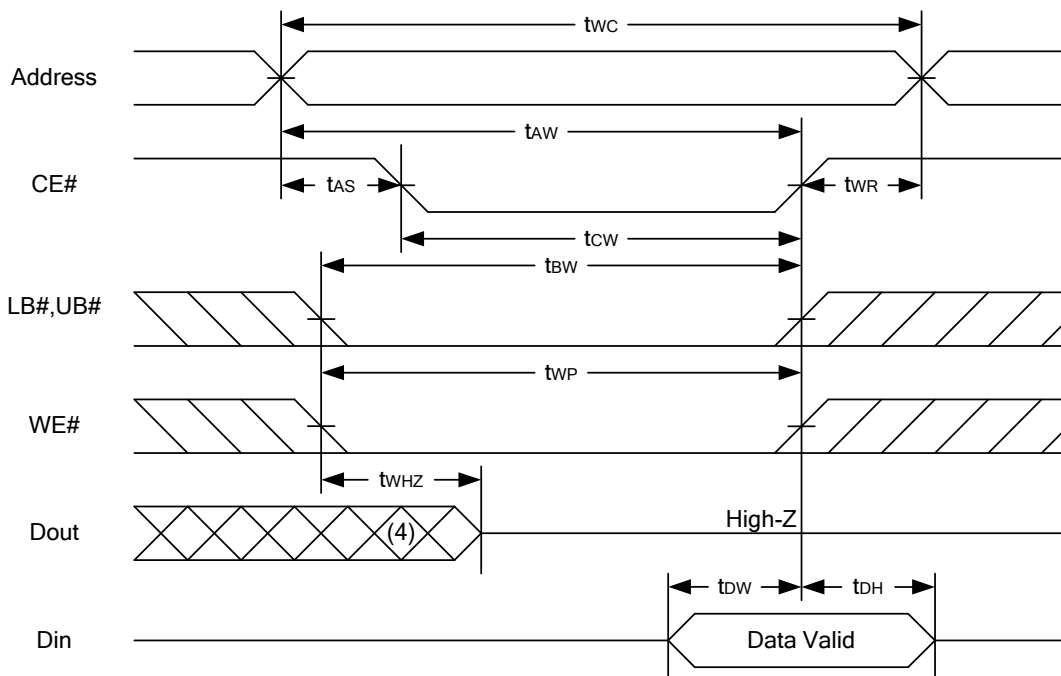 tWC
Address
tAW
CE#
tAS
tWR
tCW
tBW
LB#,UB#
tWP
WE#
tWHZ
Dout
(4)
High-Z
tDW
tDH
Din
Data Valid